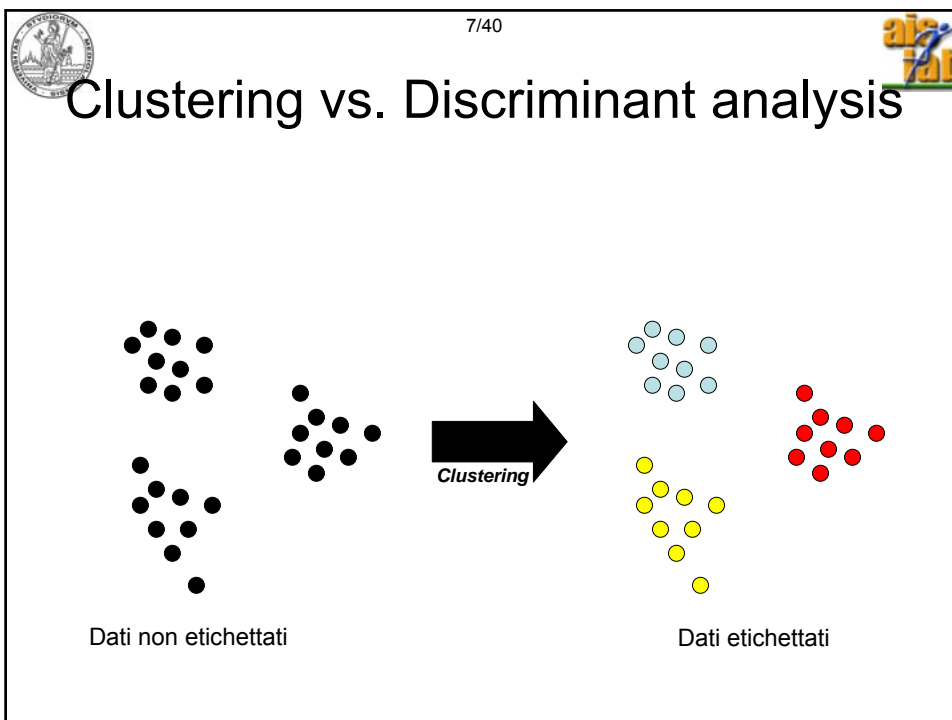 7/40
Clustering vs. Discriminant analysis
Clustering
Dati non etichettati
Dati etichettati